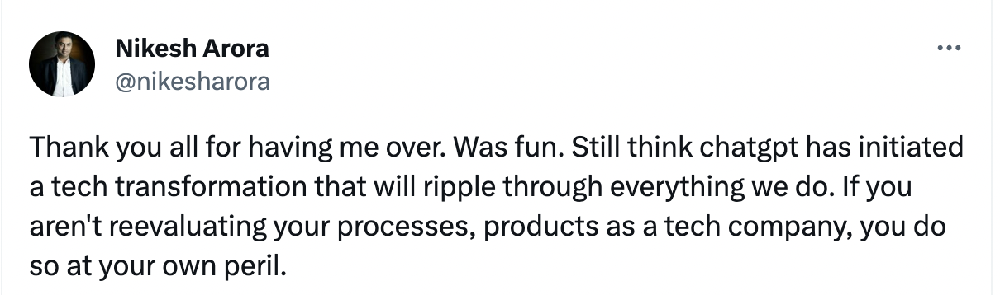 Nikesh Arora
@nikesharora
Thank you all for having me over. Was fun. Still think chatgpt has initiated
a tech transformation that will ripple through everything we do. If you
aren't reevaluating your processes, products as a tech company, you do
so at your own peril.